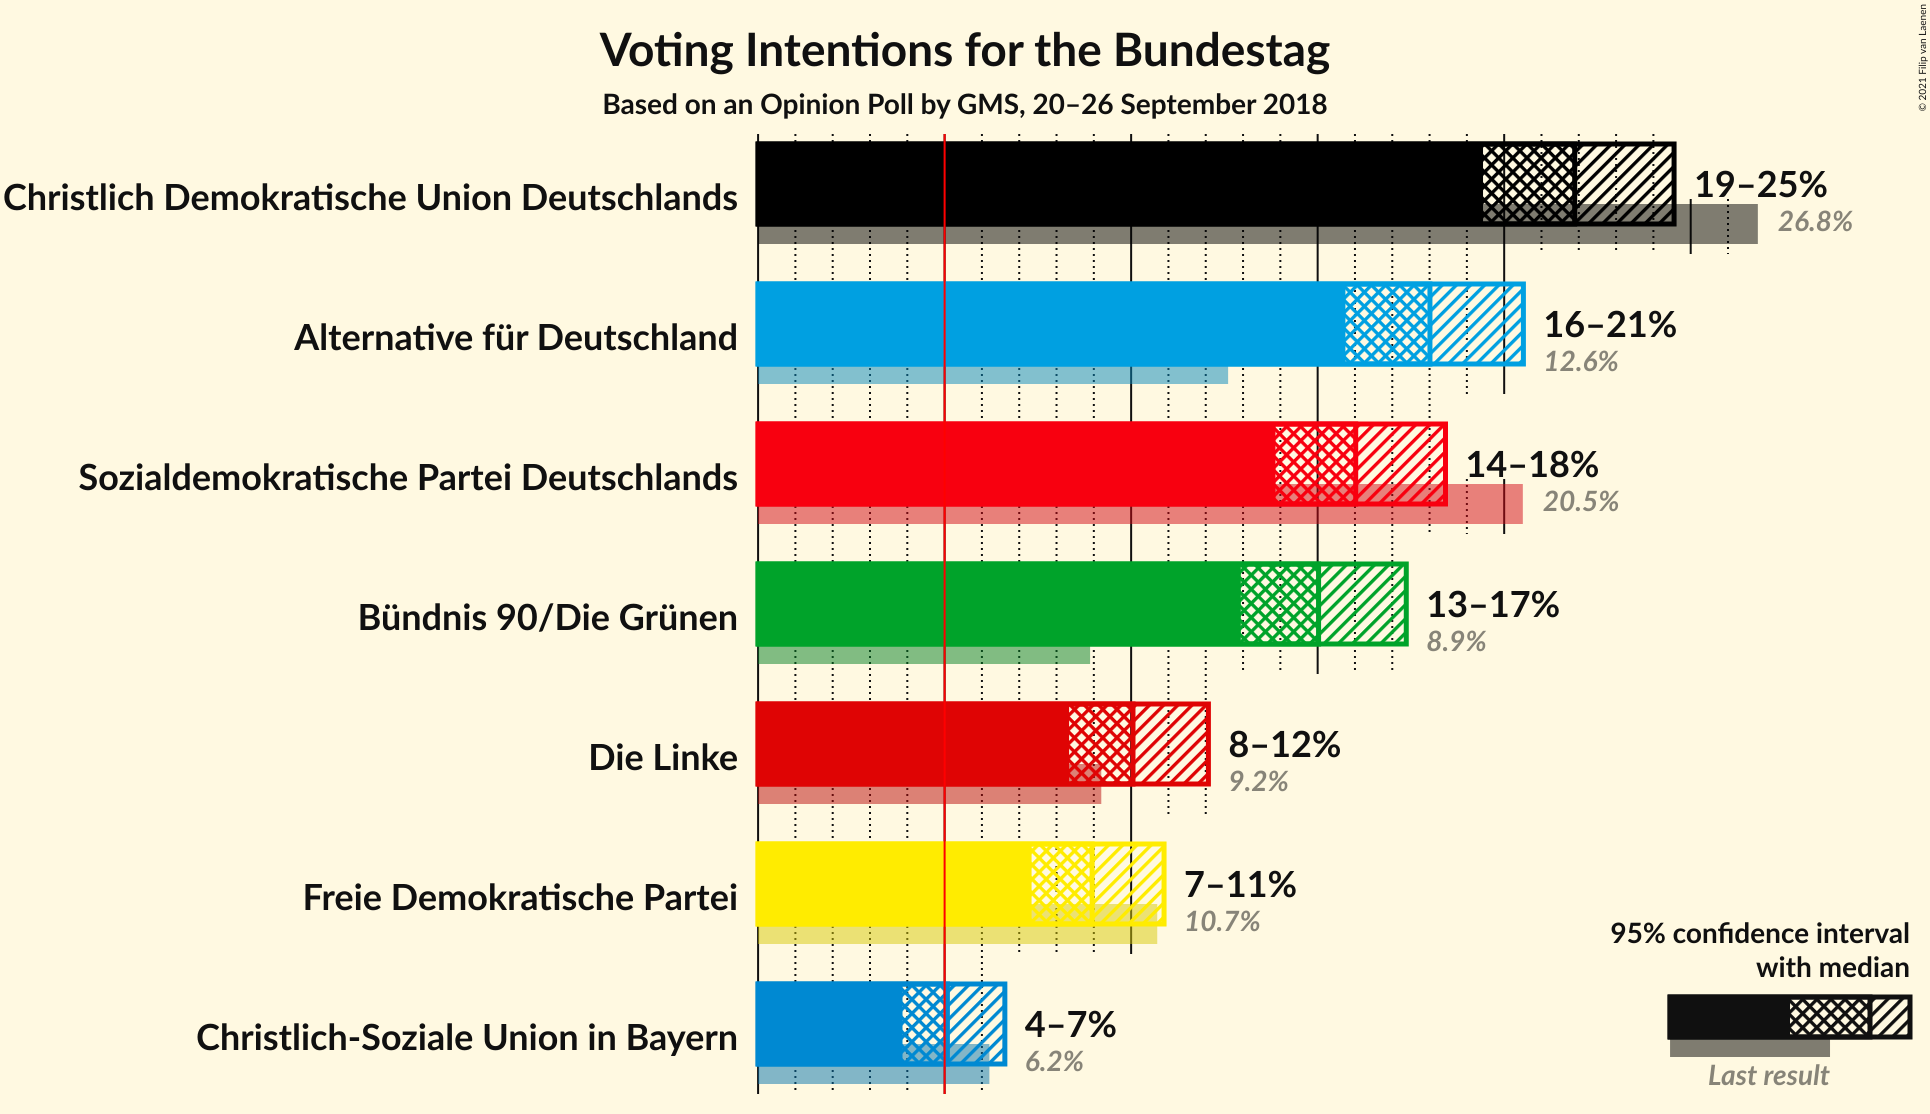 Voting Intentions for the Bundestag
Based on an Opinion Poll by GMS, 20–26 September 2018
© 2021 Filip van Laenen
Christlich Demokratische Union Deutschlands
19–25%
26.8%
Alternative für Deutschland
16–21%
12.6%
Sozialdemokratische Partei Deutschlands
14–18%
20.5%
Bündnis 90/Die Grünen
13–17%
8.9%
Die Linke
8–12%
9.2%
Freie Demokratische Partei
7–11%
10.7%
Christlich-Soziale Union in Bayern
4–7%
6.2%
95% confidence interval
with median
Last result